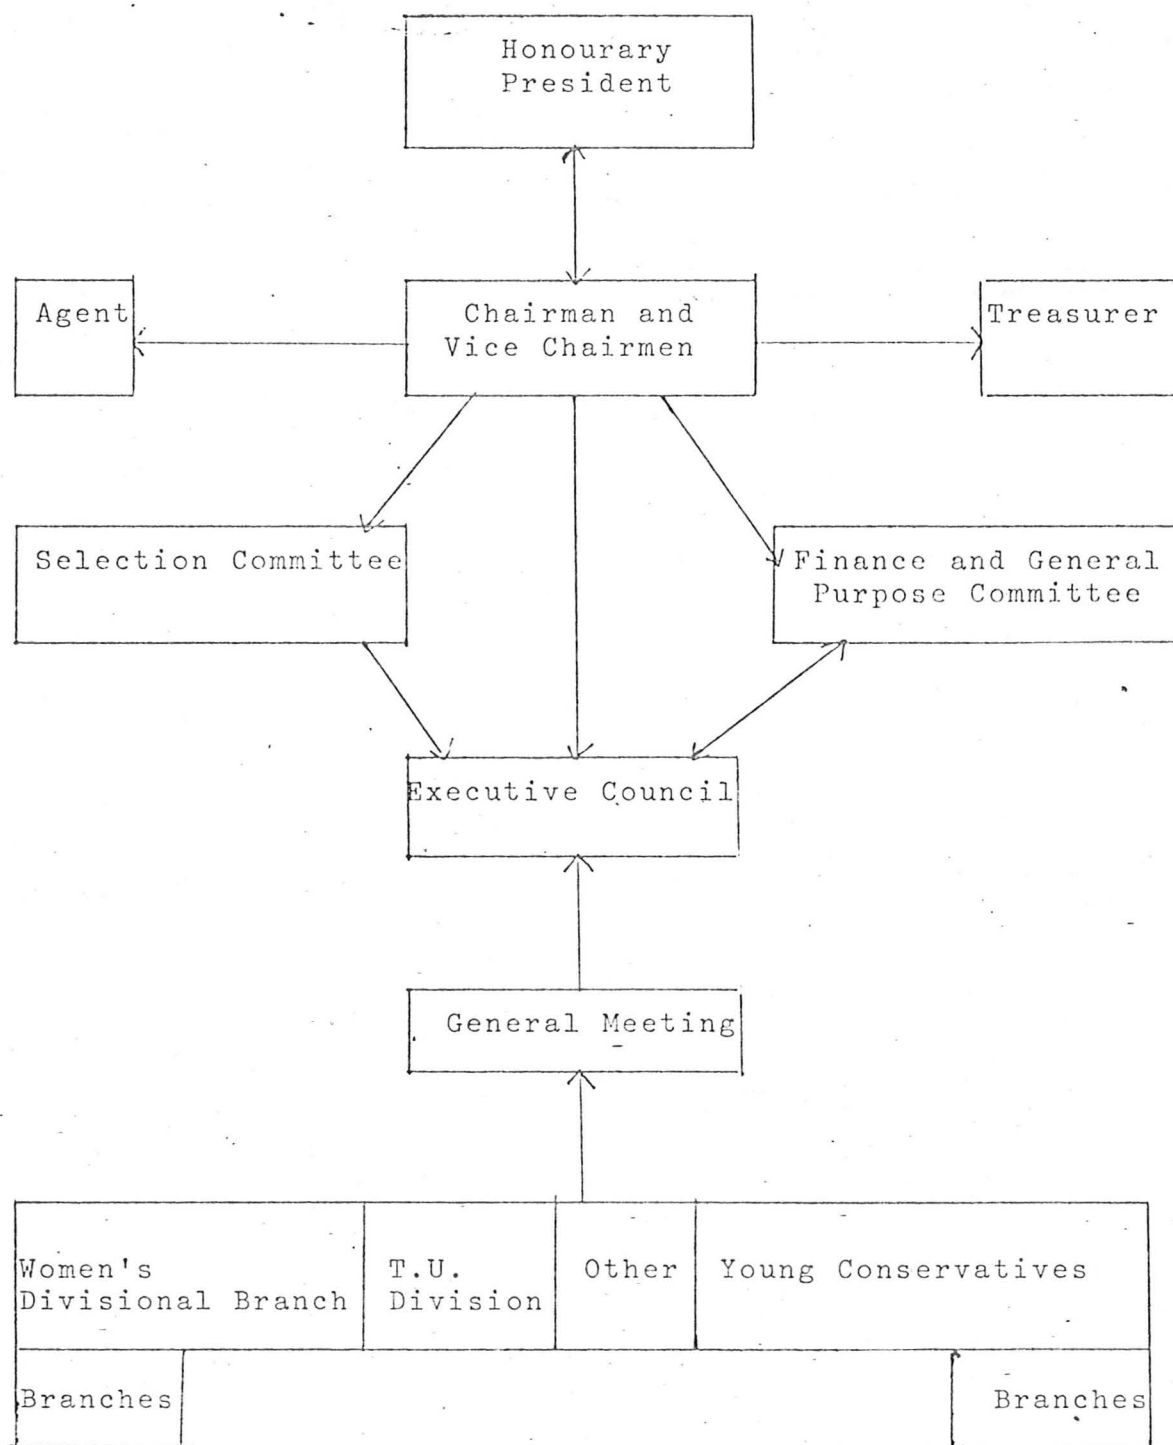 Honourary
President
Agent
Chairman and
Vice Chairmen
Treasurer
Selection Committee
Finance and General
Purpose Committee
Executive Council
General Meeting
Women's
Divisional Branch
T.U.
Division
Other
Young Conservatives
Branches
Branches